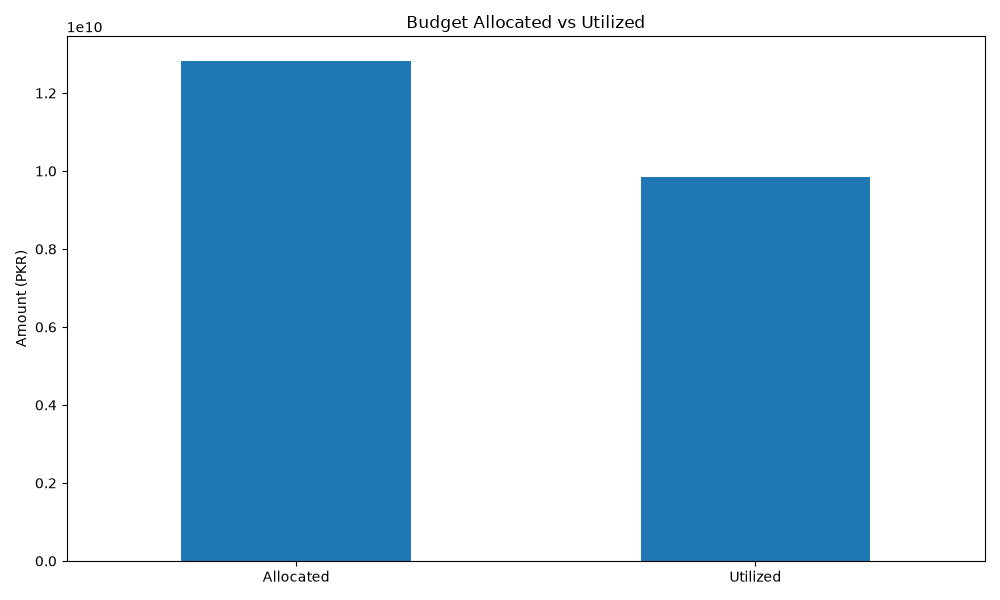 Budget Allocated vs Utilized
1e10
1.2
1.0
0.8
0.6
0.4
0.2
0.0
Amount (PKR)
Allocated
Utilized